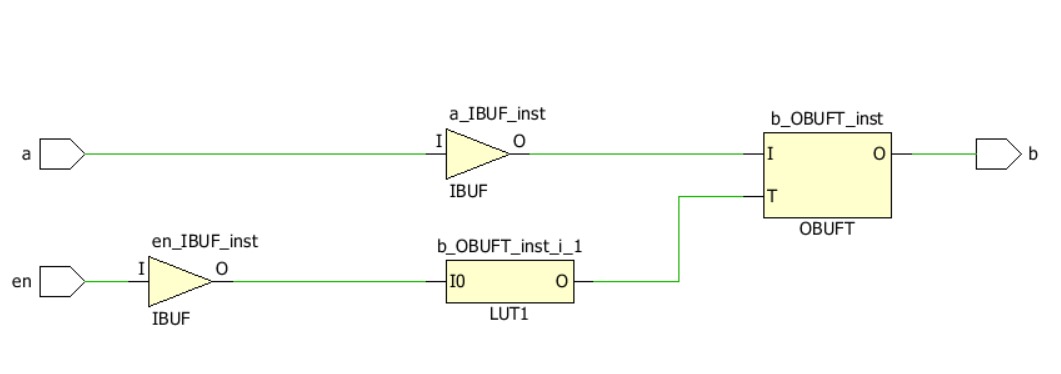 a_IBUF_inst
b_OBUFT_inst
a
I
O
I
O
b
IBUF
T
OBUFT
en_IBUF_inst
b_OBUFT_inst_i_1
en
I
O
I0
O
IBUF
LUT1